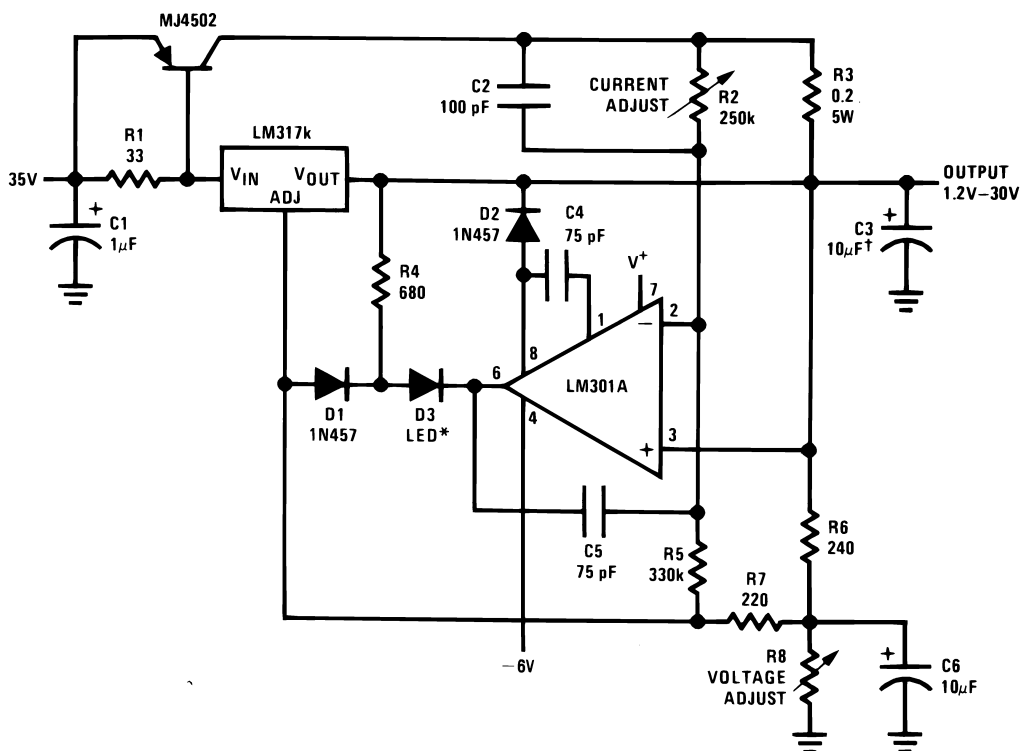 MJ4502
R1
33
LM317k
VIN
VOUT
ADJ
35V
+
C1
1μF
C2
100 pF
CURRENT
ADJUST
R2
250k
R3
0.2
5W
OUTPUT
1.2V–30V
+
C3
10μF†
D2
1N457
C4
75 pF
R4
680
V+
7
1
2
−
8
6
LM301A
4
3
+
D1
1N457
D3
LED*
C5
75 pF
R5
330k
R6
240
R7
220
−6V
R8
VOLTAGE
ADJUST
+
C6
10μF